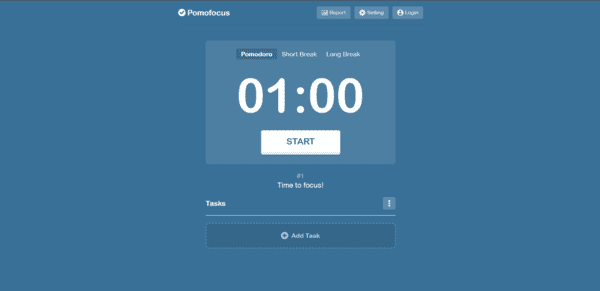 Pomofocus
Report Setting Login
Pomodoro Short Break Long Break
01:00
START
#1
Time to focus!
Tasks
Add Task